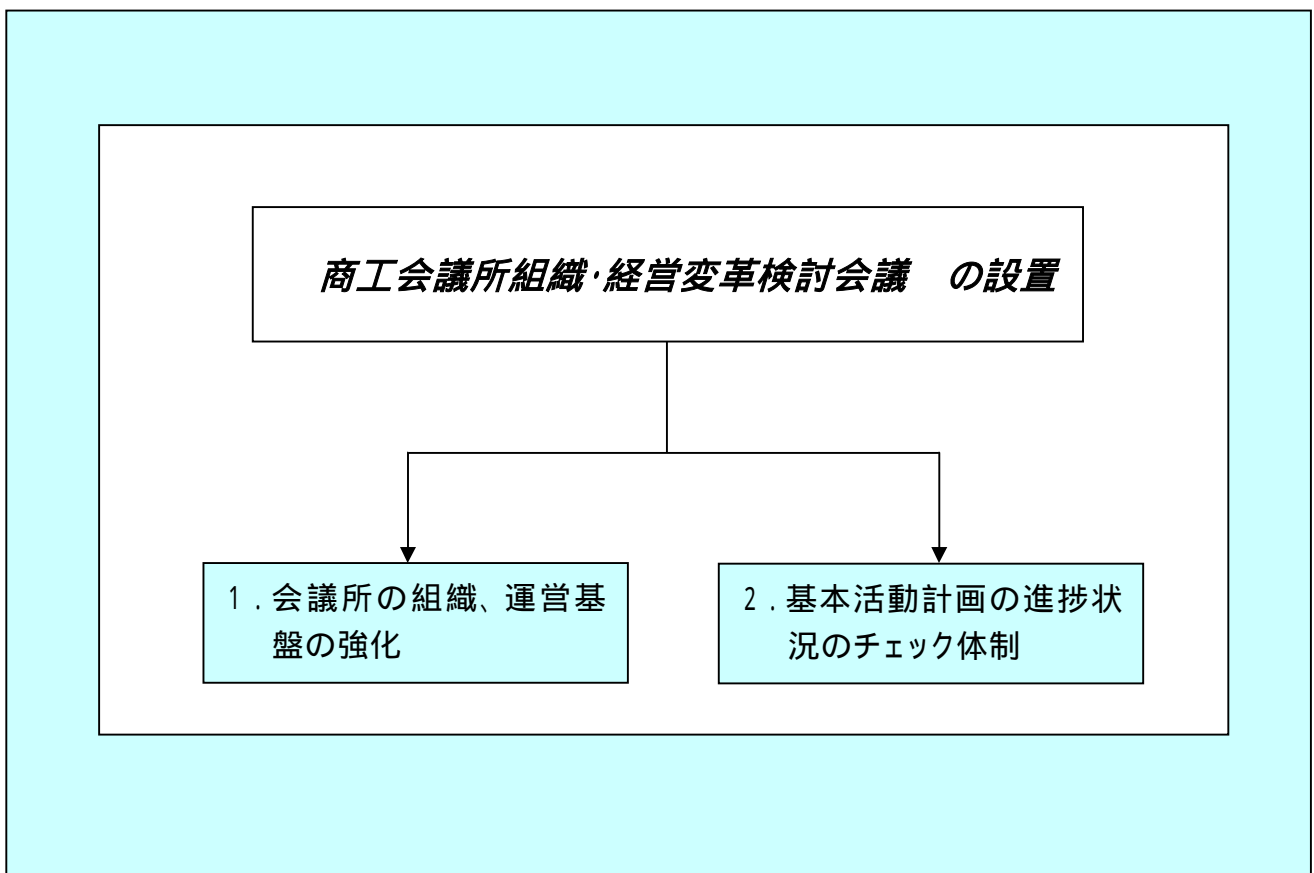 商工会議所組織・経営変革検討会議　の設置
１．会議所の組織、運営基
盤の強化
２．基本活動計画の進捗状
況のチェック体制